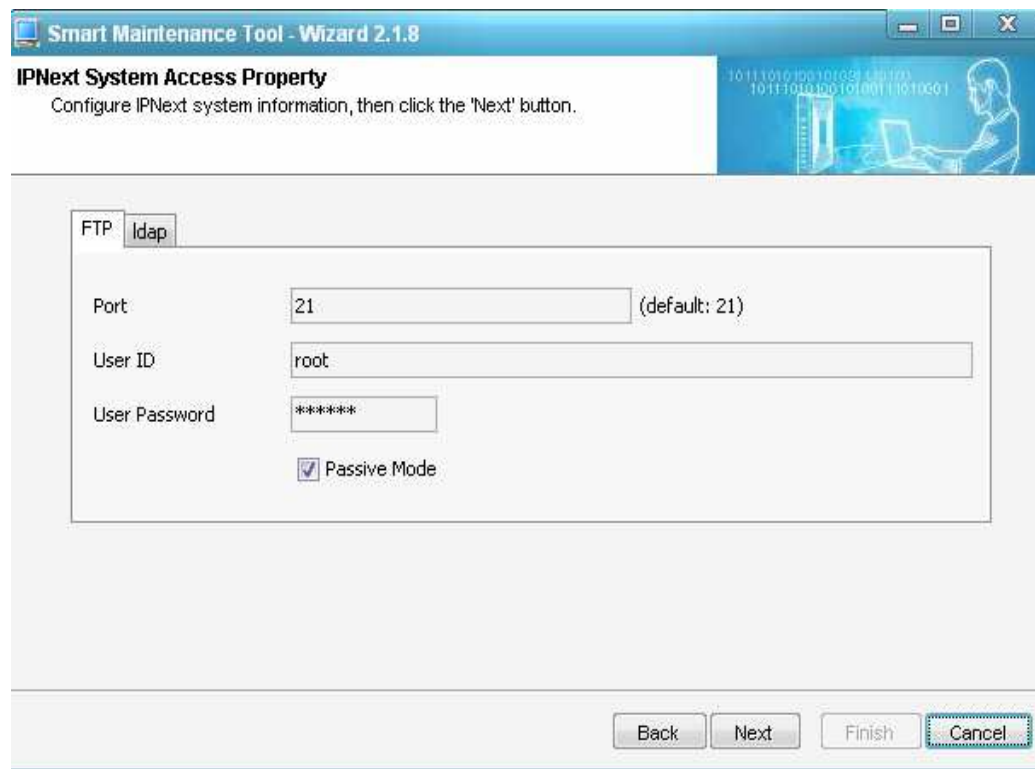 Smart Maintenance Tool - Wizard 2.1.8
IPNext System Access Property
Configure IPNext system information, then click the 'Next' button.
FTP
ldap
Port 21 (default: 21)
User ID root
User Password ******
Passive Mode
Back Next Finish Cancel